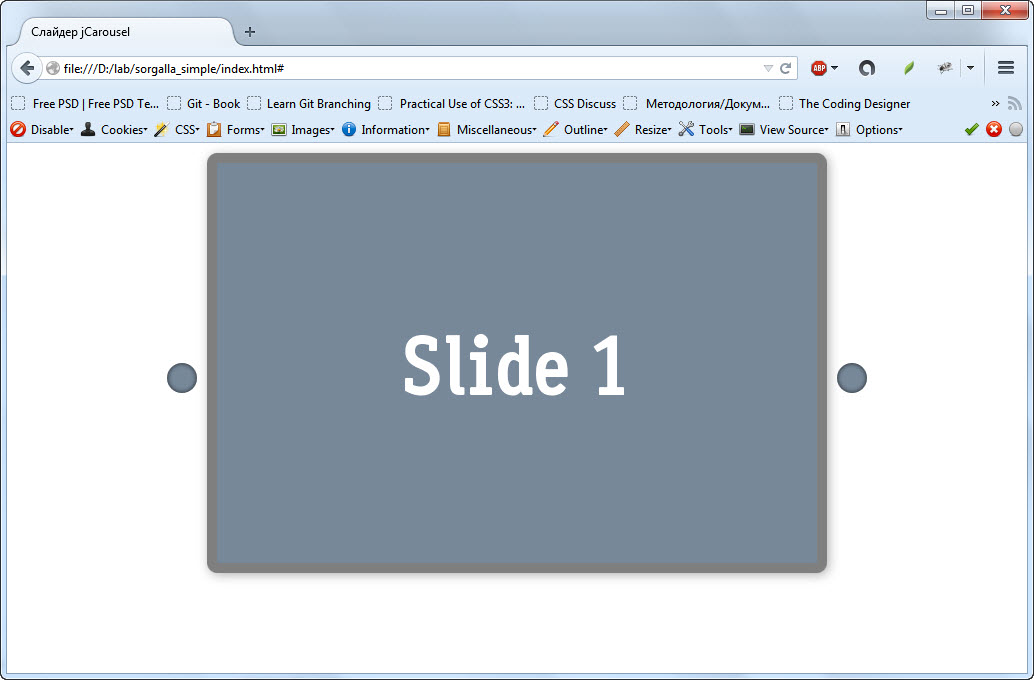 Слайдер jCarousel
file:///D:/lab/sorgalla_simple/index.html#
ABP
Free PSD | Free PSD Te... Git - Book Learn Git Branching Practical Use of CSS3: ... CSS Discuss Методология/Докум... The Coding Designer »
Disable Cookies CSS Forms Images Information Miscellaneous Outline Resize Tools View Source Options
Slide 1